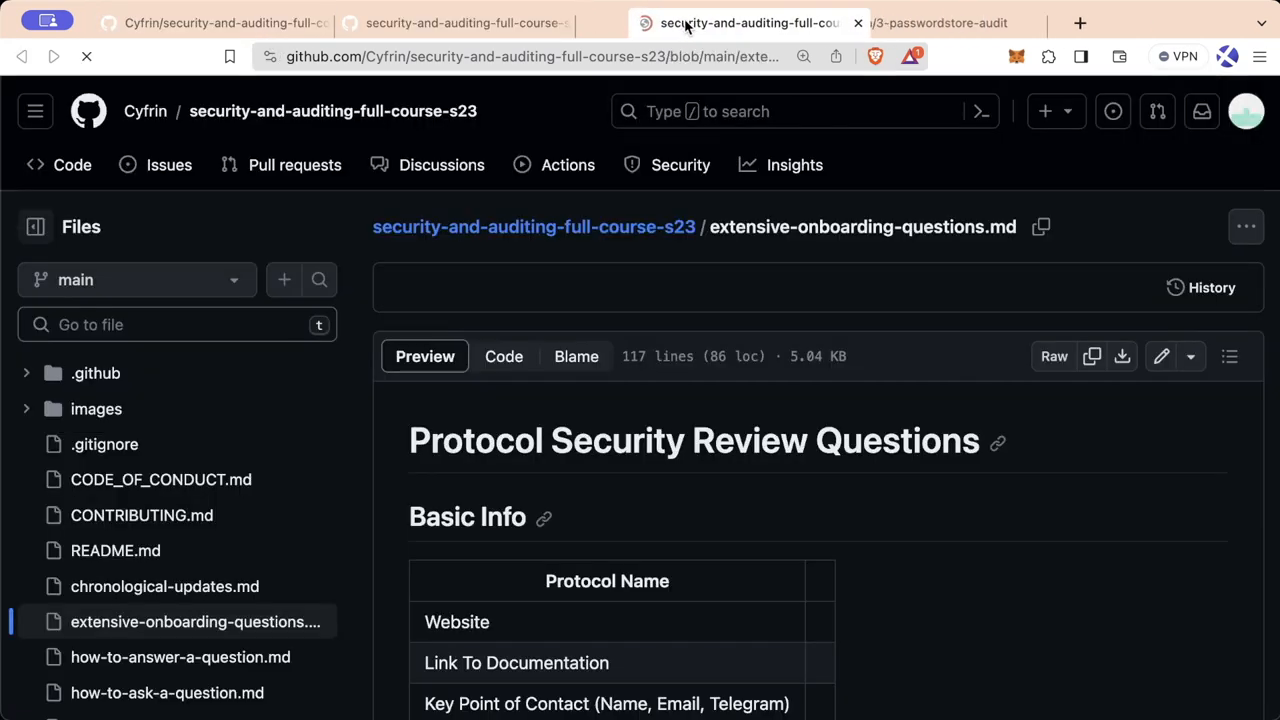 Cyfrin/security-and-auditing-full-co
security-and-auditing-full-course-s
security-and-auditing-full-cou
/3-passwordstore-audit
github.com/Cyfrin/security-and-auditing-full-course-s23/blob/main/exte...
1
VPN
Cyfrin / security-and-auditing-full-course-s23
Type / to search
Code
Issues
Pull requests
Discussions
Actions
Security
Insights
Files
security-and-auditing-full-course-s23 / extensive-onboarding-questions.md
main
History
Go to file
t
Preview
Code
Blame
117 lines (86 loc) · 5.04 KB
Raw
.github
images
.gitignore
CODE_OF_CONDUCT.md
CONTRIBUTING.md
README.md
chronological-updates.md
extensive-onboarding-questions....
how-to-answer-a-question.md
how-to-ask-a-question.md
Protocol Security Review Questions
Basic Info
Protocol Name
Website
Link To Documentation
Key Point of Contact (Name, Email, Telegram)